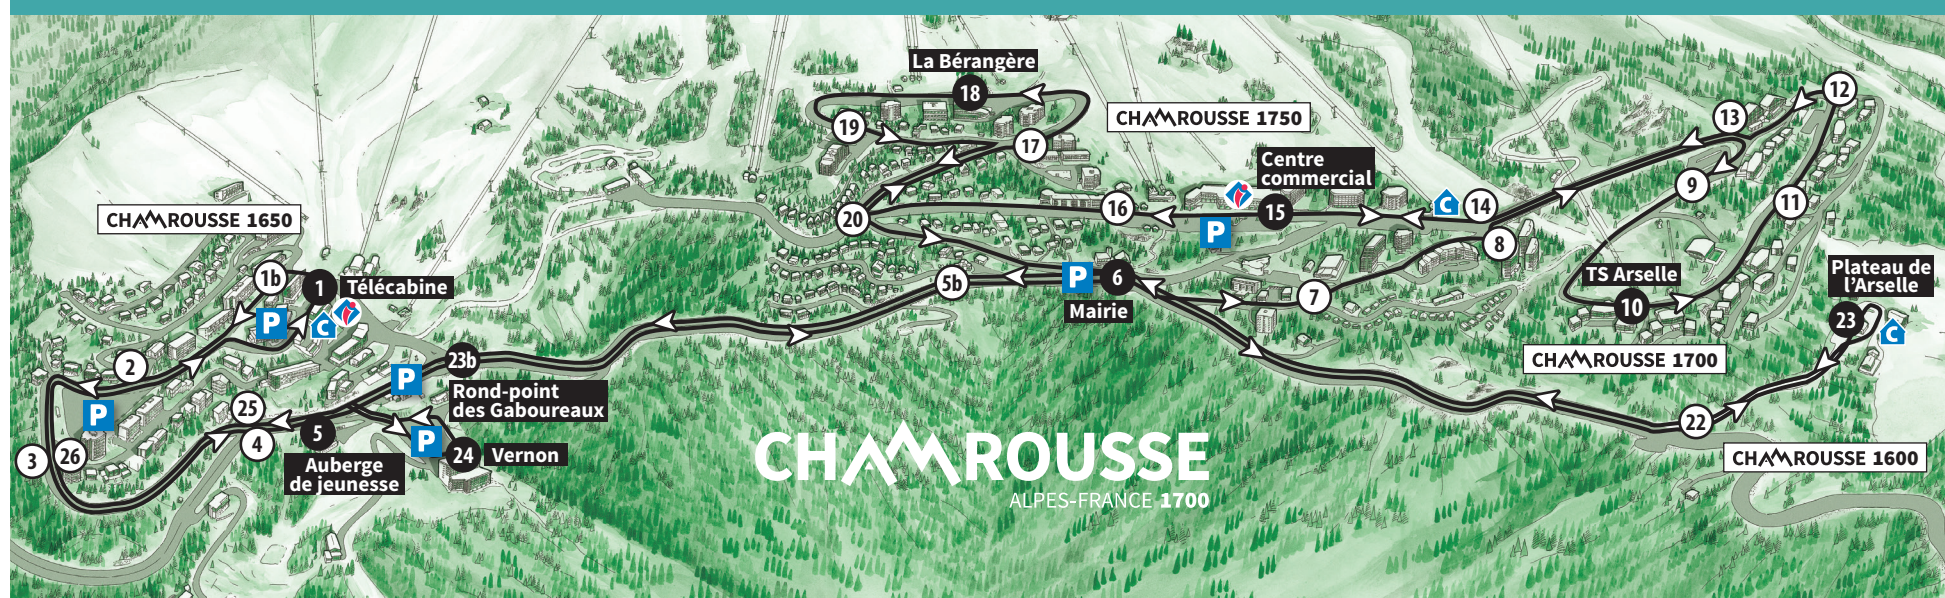 La Bérangère
18
12
CHAMROUSSE 1750
13
19
17
Centre
commercial
9
C
14
11
20
16
15
P
CHAMROUSSE 1650
8
1b
1
Télécabine
5b
P
6
TS Arselle
Plateau de
l'Arselle
Mairie
7
10
23
C
P
C
CHAMROUSSE 1700
2
23b
P
Rond-point
des Gaboureaux
P
25
22
4
5
P
24
Vernon
3
26
Auberge
de jeunesse
CHAMROUSSE
ALPES-FRANCE 1700
CHAMROUSSE 1600